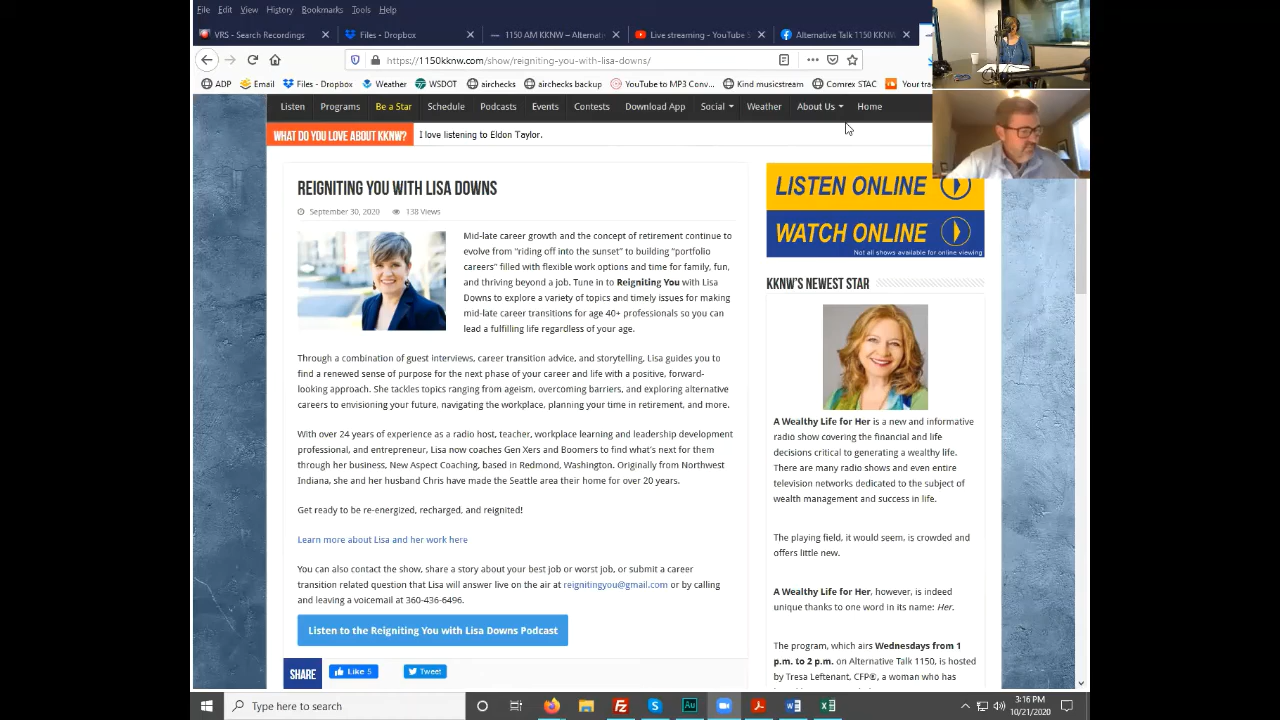 File Edit View History Bookmarks Tools Help
VRS - Search Recordings Files - Dropbox 1150 AM KKNW – Alternat Live streaming - YouTube Alternative Talk 1150 KKNW
https://1150kknw.com/show/reigniting-you-with-lisa-downs/
ADP Email Files - Dropbox Weather WSDOT airchecks airchecks backup YouTube to MP3 Conv... Kind musicstream Comrex STAC Your
Listen Programs Be a Star Schedule Podcasts Events Contests Download App Social Weather About Us Home
WHAT DO YOU LOVE ABOUT KKNW? I love listening to Eldon Taylor.
REIGNITING YOU WITH LISA DOWNS
September 30, 2020 138 Views
Mid-late career growth and the concept of retirement continue to
evolve from “riding off into the sunset” to building “portfolio
careers” filled with flexible work options and time for family, fun,
and thriving beyond a job. Tune in to Reigniting You with Lisa
Downs to explore a variety of topics and timely issues for making
mid-late career transitions for age 40+ professionals so you can
lead a fulfilling life regardless of your age.
Through a combination of guest interviews, career transition advice, and storytelling, Lisa guides you to
find a renewed sense of purpose for the next phase of your career and life with a positive, forward-
looking approach. She tackles topics ranging from ageism, overcoming barriers, and exploring alternative
careers to envisioning your future, navigating the workplace, planning your time in retirement, and more.
With over 24 years of experience as a radio host, teacher, workplace learning and leadership development
professional, and entrepreneur, Lisa now coaches Gen Xers and Boomers to find what’s next for them
through her business, New Aspect Coaching, based in Redmond, Washington. Originally from Northwest
Indiana, she and her husband Chris have made the Seattle area their home for over 20 years.
Get ready to be re-energized, recharged, and reignited!
Learn more about Lisa and her work here
You can also contact the show, share a story about your best job or worst job, or submit a career
transition related question that Lisa will answer live on the air at reignitingyou@gmail.com or by calling
and leaving a voicemail at 360-436-6496.
Listen to the Reigniting You with Lisa Downs Podcast
SHARE Like 5 Tweet
LISTEN ONLINE
WATCH ONLINE
Not all shows available for online viewing
KKNW’S NEWEST STAR
A Wealthy Life for Her is a new and informative
radio show covering the financial and life
decisions critical to generating a wealthy life.
There are many radio shows and even entire
television networks dedicated to the subject of
wealth management and success in life.
The playing field, it would seem, is crowded and
offers little new.
A Wealthy Life for Her, however, is indeed
unique thanks to one word in its name: Her.
The program, which airs Wednesdays from 1
p.m. to 2 p.m. on Alternative Talk 1150, is hosted
by Tresa Leftenant, CFP®, a woman who has
Type here to search
3:16 PM
10/21/2020